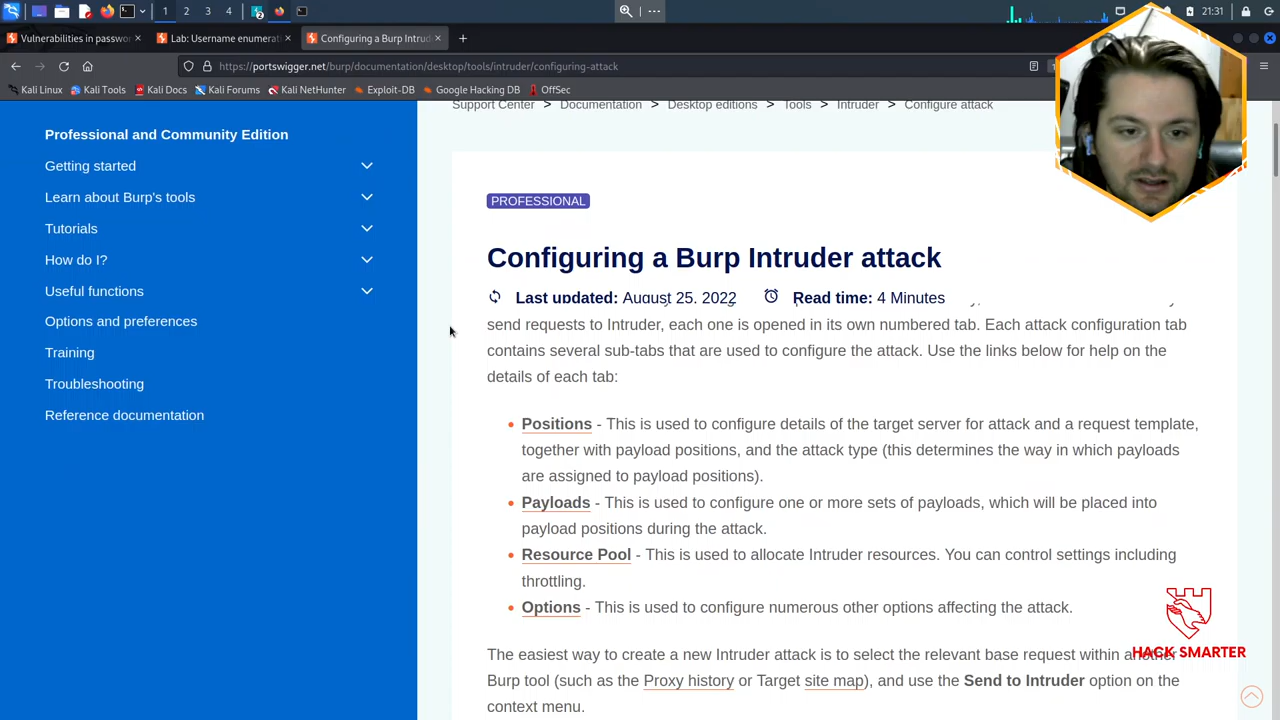 1
2
3
4
2
21:31
Vulnerabilities in passwo
Lab: Username enumerat
Configuring a Burp Intrud
https://portswigger.net/burp/documentation/desktop/tools/intruder/configuring-attack
Kali Linux
Kali Tools
Kali Docs
Kali Forums
Kali NetHunter
Exploit-DB
Google Hacking DB
OffSec
Support Center > Documentation > Desktop editions > Tools > Intruder > Configure attack
Professional and Community Edition
Getting started
Learn about Burp's tools
Tutorials
How do I?
Useful functions
Options and preferences
Training
Troubleshooting
Reference documentation
PROFESSIONAL
Configuring a Burp Intruder attack
Last updated: August 25, 2022 Read time: 4 Minutes
send requests to Intruder, each one is opened in its own numbered tab. Each attack configuration tab
contains several sub-tabs that are used to configure the attack. Use the links below for help on the
details of each tab:
• Positions - This is used to configure details of the target server for attack and a request template,
together with payload positions, and the attack type (this determines the way in which payloads
are assigned to payload positions).
• Payloads - This is used to configure one or more sets of payloads, which will be placed into
payload positions during the attack.
• Resource Pool - This is used to allocate Intruder resources. You can control settings including
throttling.
• Options - This is used to configure numerous other options affecting the attack.
The easiest way to create a new Intruder attack is to select the relevant base request within another
Burp tool (such as the Proxy history or Target site map), and use the Send to Intruder option on the
context menu.
HACK SMARTER